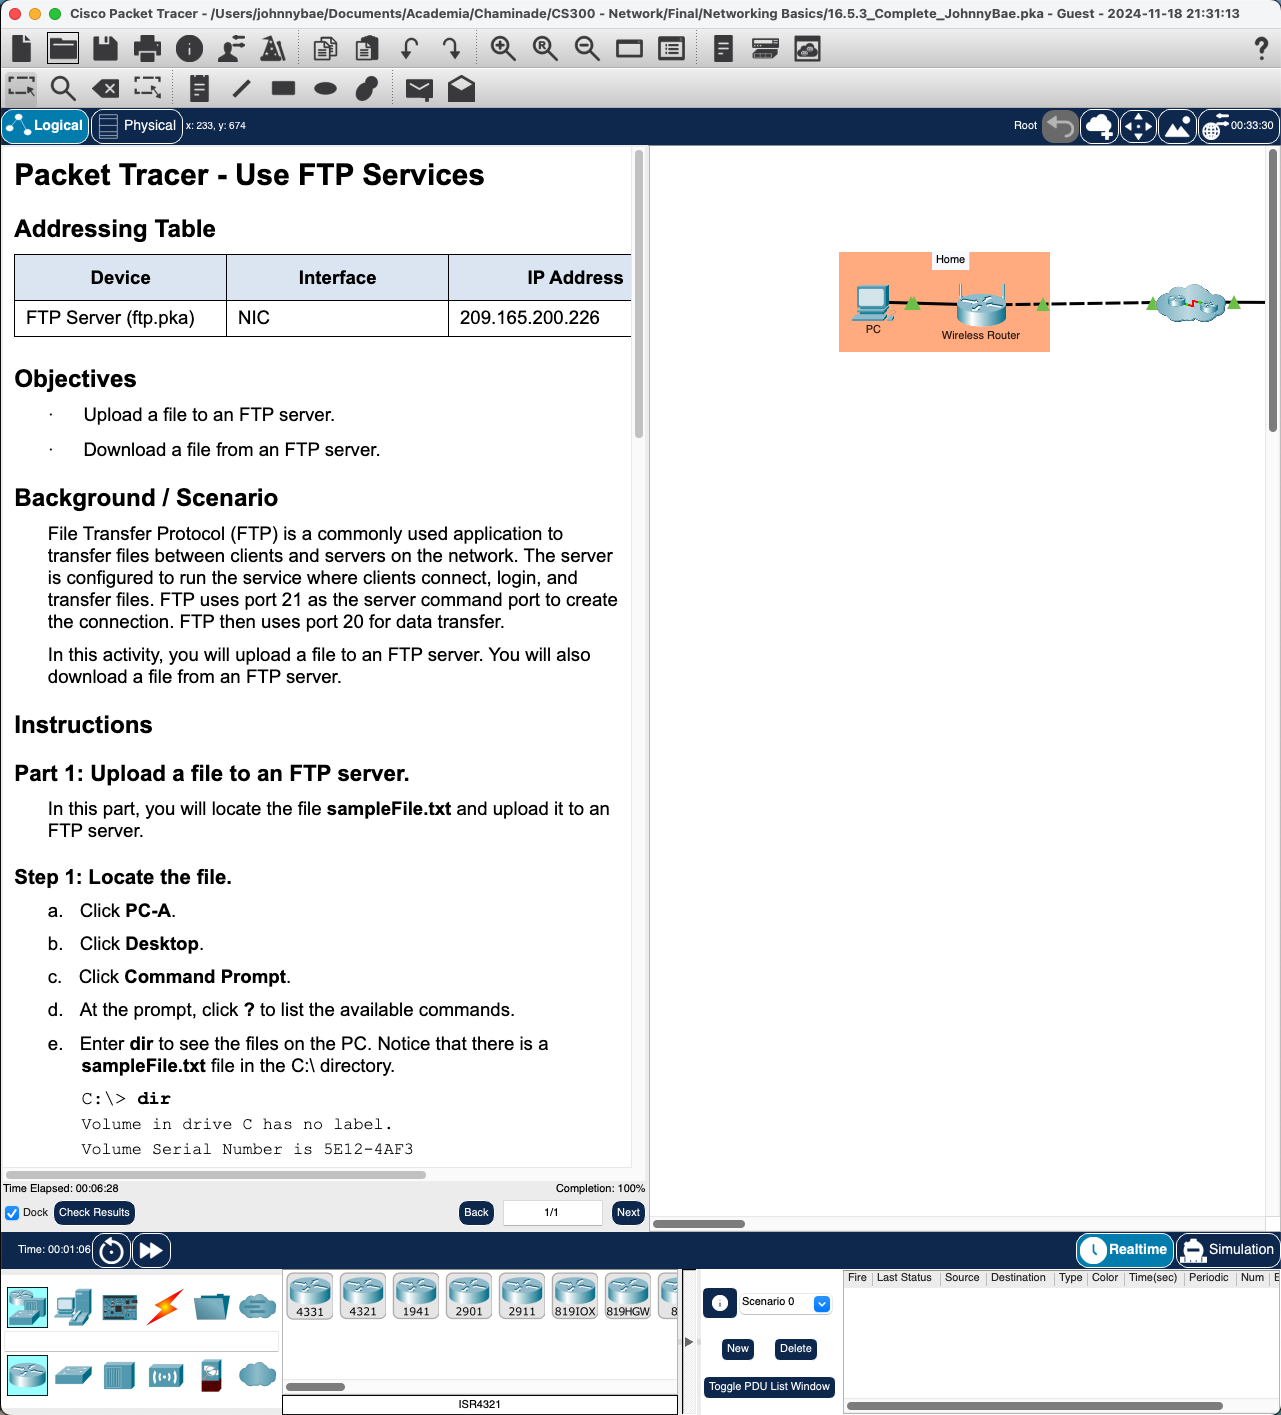 Cisco Packet Tracer - /Users/johnnybae/Documents/Academia/Chaminade/CS300 - Network/Final/Networking Basics/16.5.3_Complete_JohnnyBae.pka - Guest - 2024-11-18 21:31:13
Logical Physical x: 233, y: 674 Root 00:33:30
Packet Tracer - Use FTP Services
Addressing Table
Device Interface IP Address
FTP Server (ftp.pka) NIC 209.165.200.226
Objectives
· Upload a file to an FTP server.
· Download a file from an FTP server.
Background / Scenario
File Transfer Protocol (FTP) is a commonly used application to
transfer files between clients and servers on the network. The server
is configured to run the service where clients connect, login, and
transfer files. FTP uses port 21 as the server command port to create
the connection. FTP then uses port 20 for data transfer.
In this activity, you will upload a file to an FTP server. You will also
download a file from an FTP server.
Instructions
Part 1: Upload a file to an FTP server.
In this part, you will locate the file sampleFile.txt and upload it to an
FTP server.
Step 1: Locate the file.
a. Click PC-A.
b. Click Desktop.
c. Click Command Prompt.
d. At the prompt, click ? to list the available commands.
e. Enter dir to see the files on the PC. Notice that there is a
sampleFile.txt file in the C:\ directory.
C:\> dir
Volume in drive C has no label.
Volume Serial Number is 5E12-4AF3
Home
PC
Wireless Router
Time Elapsed: 00:06:28 Completion: 100%
Dock Check Results Back 1/1 Next
Time: 00:01:06 Realtime Simulation
4331 4321 1941 2901 2911 819IOX 819HGW 8
ISR4321
Scenario 0
New Delete
Toggle PDU List Window
Fire Last Status Source Destination Type Color Time(sec) Periodic Num E